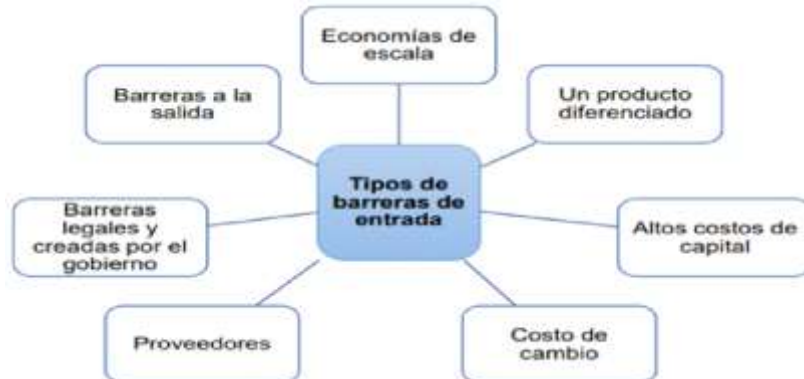 Economías de
escala
Barreras a la
salida
Un producto
diferenciado
Tipos de
barreras de
entrada
Barreras
legales y
creadas por el
gobierno
Altos costos de
capital
Proveedores
Costo de
cambio